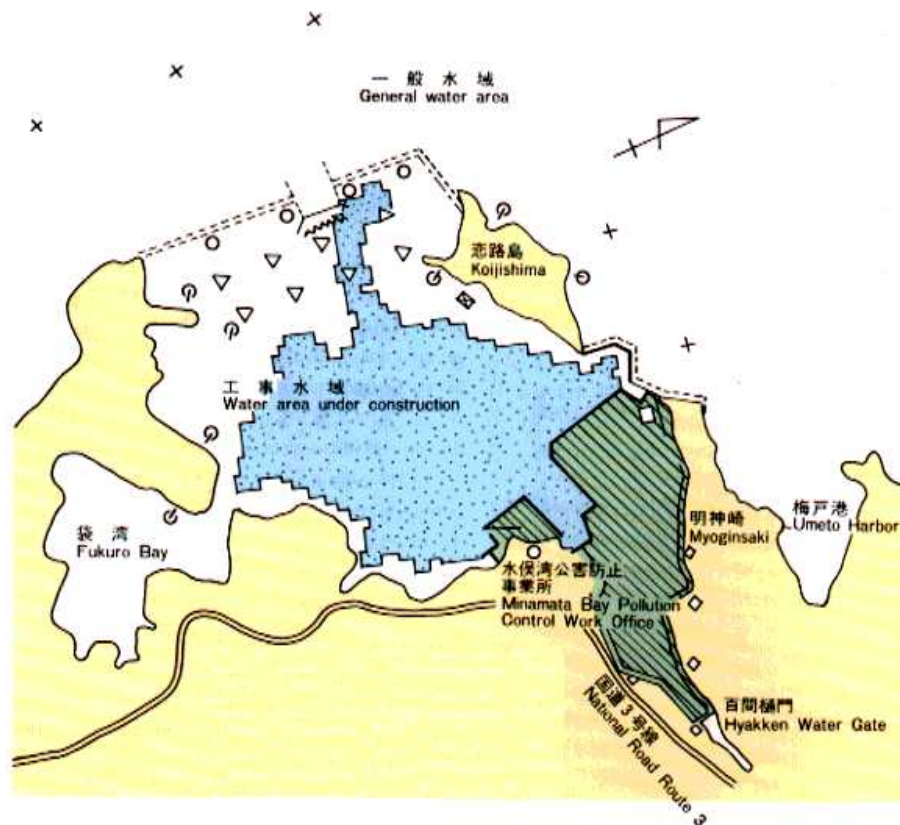 一般水域
General water area
恋路島
Koijishima
工事水域
Water area under construction
袋湾
Fukuro Bay
梅戸港
Umeto Harbor
明神崎
Myoginsaki
水俣湾公害防止
事業所
Minamata Bay Pollution
Control Work Office
国道3号線
National Road Route 3
百間樋門
Hyakken Water Gate